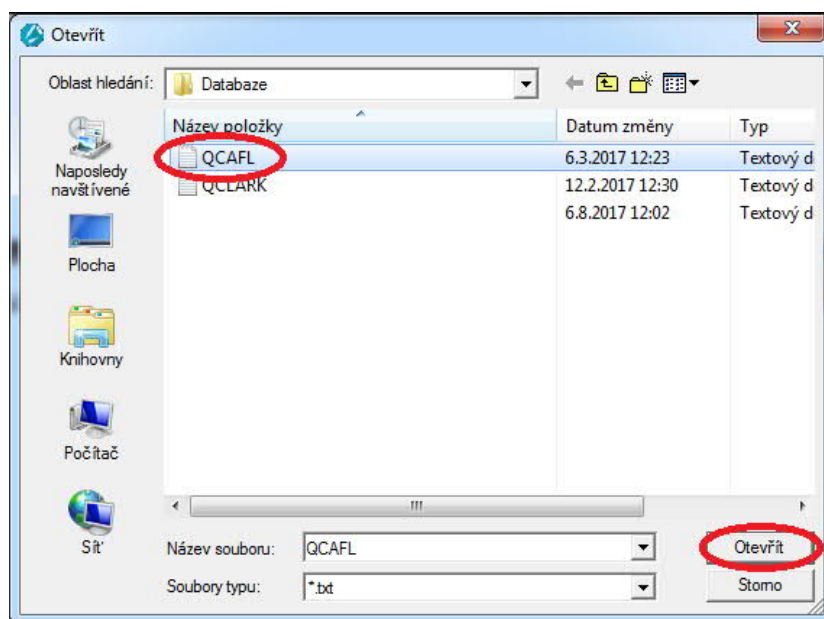 Otevřít
Oblast hledání: Databaze
Název položky Datum změny Typ
QCAFL 6.3.2017 12:23 Textový d
QCLARK 12.2.2017 12:30 Textový d
6.8.2017 12:02 Textový d
Naposledy
navštívené
Plocha
Knihovny
Počítač
Síť
Název souboru: QCAFL Otevřít
Soubory typu: *.txt Storno